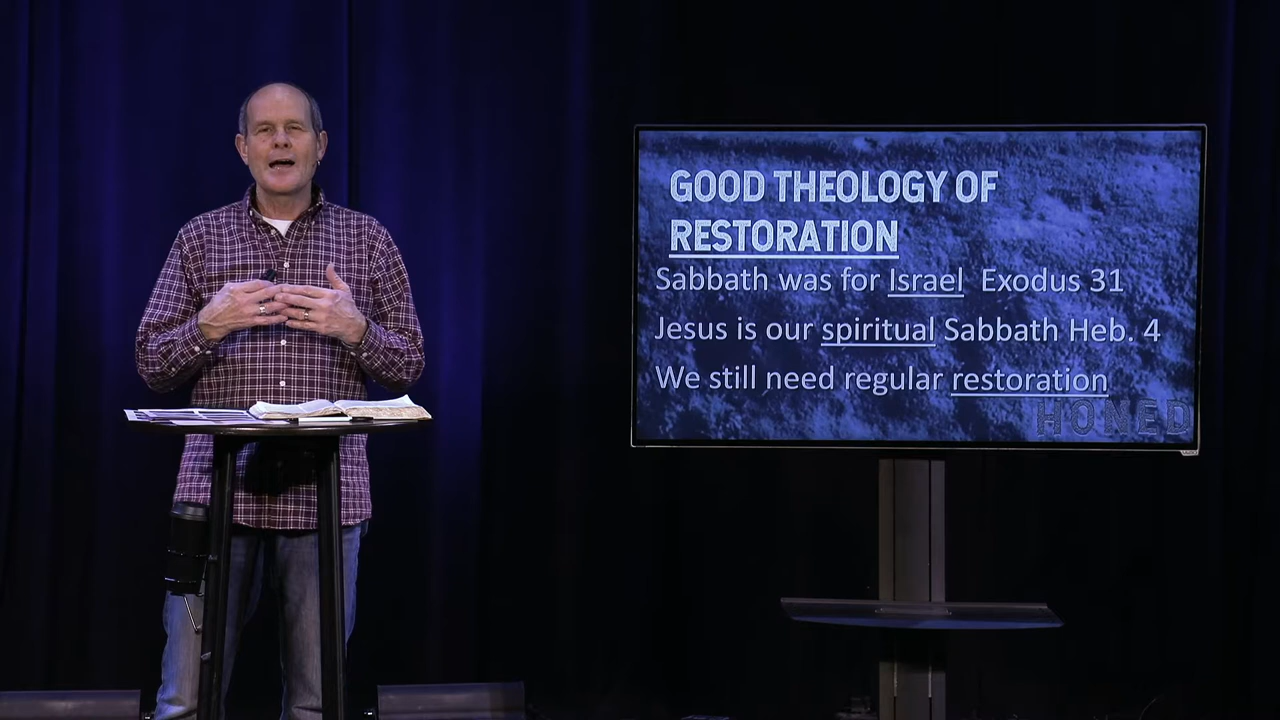 GOOD THEOLOGY OF
RESTORATION
Sabbath was for Israel Exodus 31
Jesus is our spiritual Sabbath Heb. 4
We still need regular restoration
HONED